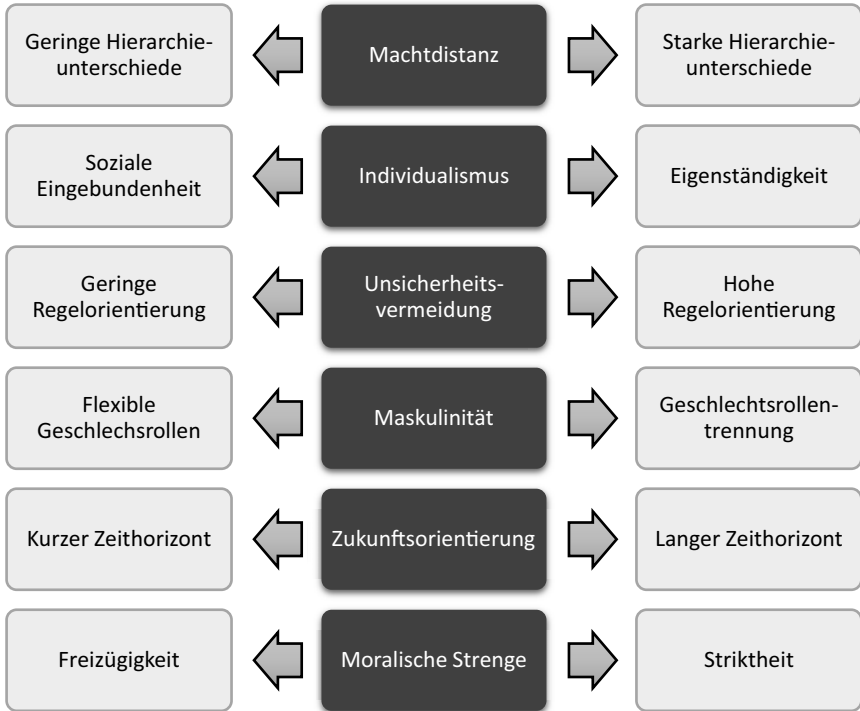 Geringe Hierarchie-
unterschiede
Machtdistanz
Starke Hierarchie-
unterschiede
Soziale
Eingebundenheit
Individualismus
Eigenständigkeit
Geringe
Regelorientierung
Unsicherheits-
vermeidung
Hohe
Regelorientierung
Flexible
Geschlechsrollen
Maskulinität
Geschlechtsrollen-
trennung
Kurzer Zeithorizont
Zukunftsorientierung
Langer Zeithorizont
Freizügigkeit
Moralische Strenge
Striktheit